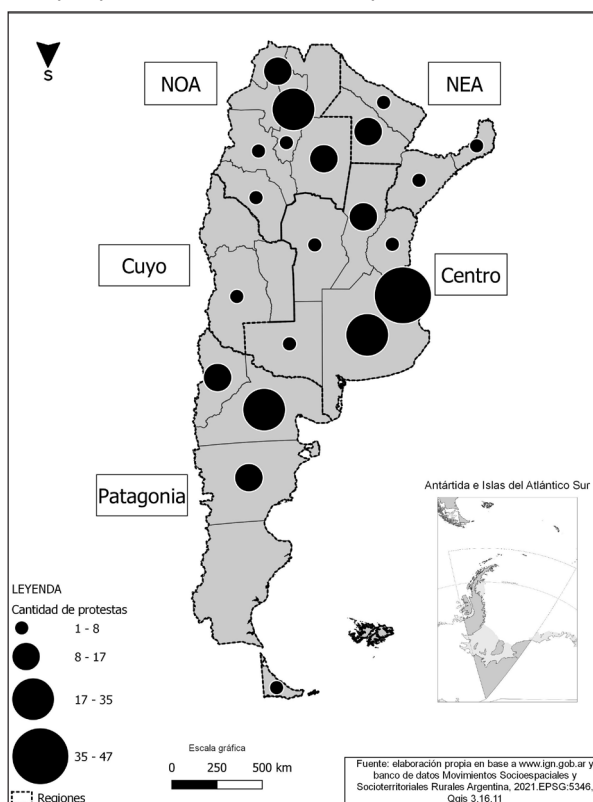 S
NOA
NEA
Cuyo
Centro
Patagonia
Antártida e Islas del Atlántico Sur
LEYENDA
Cantidad de protestas
1 - 8
8 - 17
17 - 35
35 - 47
Regiones
Escala gráfica
0 250 500 km
Fuente: elaboración propia en base a www.ign.gob.ar y
banco de datos Movimientos Socioespaciales y
Socioterritoriales Rurales Argentina, 2021.EPSG:5346,
Qgis 3.16.11